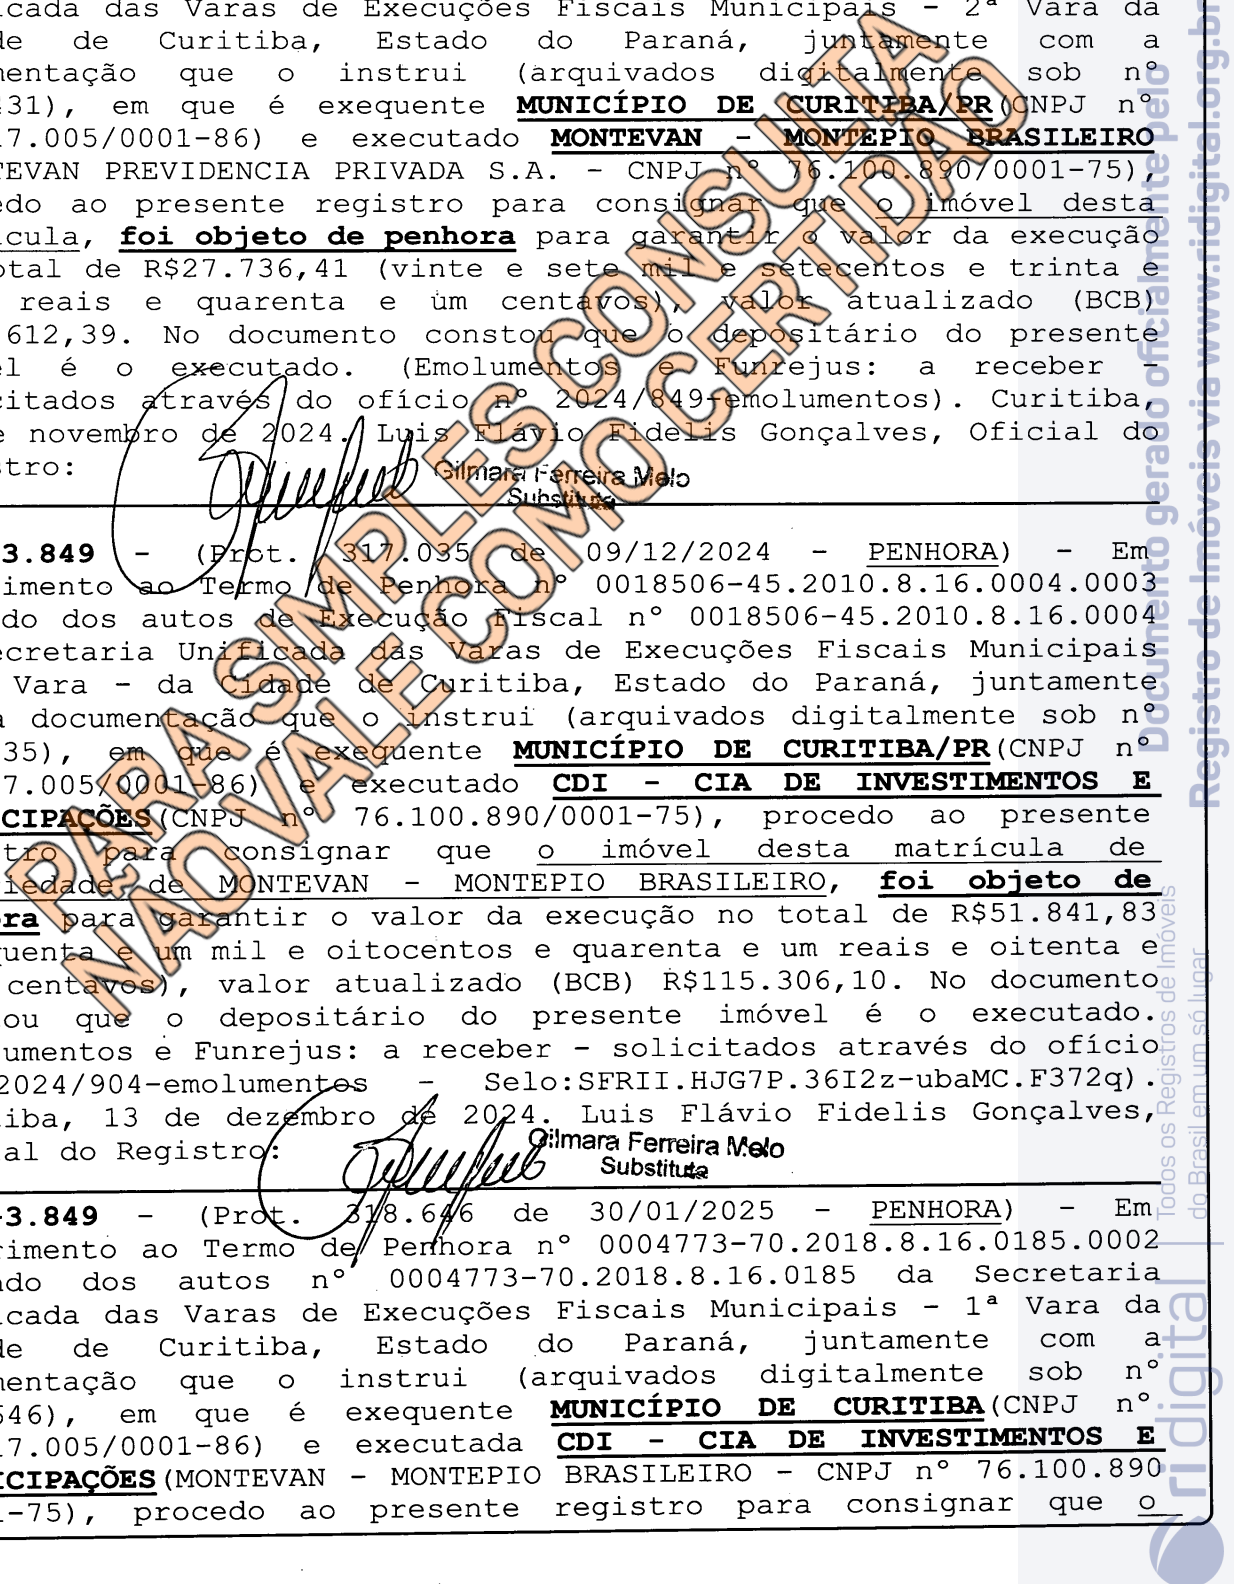 cada das Varas de Execuções Fiscais Municipais - 2ª Vara da
de de Curitiba, Estado do Paraná, juntamente com a
mentação que o instrui (arquivados digitalmente sob nº
431), em que é exequente MUNICÍPIO DE CURITIBA/PR(CNPJ nº
17.005/0001-86) e executado MONTEVAN - MONTEPIO BRASILEIRO
TEVAN PREVIDENCIA PRIVADA S.A. - CNPJ nº 76.100.890/0001-75),
edo ao presente registro para consignar que o imóvel desta
ícula, foi objeto de penhora para garantir o valor da execução
otal de R$27.736,41 (vinte e sete mil e setecentos e trinta e
reais e quarenta e um centavos), valor atualizado (BCB)
612,39. No documento constou que o depositário do presente
el é o executado. (Emolumentos e Funrejus: a receber -
citados através do ofício nº 2024/849-emolumentos). Curitiba,
e novembro de 2024. Luis Flávio Fidelis Gonçalves, Oficial do
stro:
Gilmara Ferreira Melo
Substituta
3.849 - (Prot. 317.035 de 09/12/2024 - PENHORA) - Em
rimento ao Termo de Penhora nº 0018506-45.2010.8.16.0004.0003
ado dos autos de Execução Fiscal nº 0018506-45.2010.8.16.0004
ecretaria Unificada das Varas de Execuções Fiscais Municipais
Vara - da Cidade de Curitiba, Estado do Paraná, juntamente
a documentação que o instrui (arquivados digitalmente sob nº
35), em que é exequente MUNICÍPIO DE CURITIBA/PR(CNPJ nº
7.005/0001-86) e executado CDI - CIA DE INVESTIMENTOS E
CIPAÇÕES(CNPJ nº 76.100.890/0001-75), procedo ao presente
tro para consignar que o imóvel desta matrícula de
iedade de MONTEVAN - MONTEPIO BRASILEIRO, foi objeto de
ora para garantir o valor da execução no total de R$51.841,83
quenta e um mil e oitocentos e quarenta e um reais e oitenta e
centavos), valor atualizado (BCB) R$115.306,10. No documento
ou que o depositário do presente imóvel é o executado.
umentos e Funrejus: a receber - solicitados através do ofício
2024/904-emolumentos - Selo:SFRII.HJG7P.36I2z-ubaMC.F372q).
iba, 13 de dezembro de 2024. Luis Flávio Fidelis Gonçalves,
al do Registro:
Gilmara Ferreira Melo
Substituta
-3.849 - (Prot. 318.646 de 30/01/2025 - PENHORA) - Em
rimento ao Termo de Penhora nº 0004773-70.2018.8.16.0185.0002
ado dos autos nº 0004773-70.2018.8.16.0185 da Secretaria
icada das Varas de Execuções Fiscais Municipais - 1ª Vara da
de de Curitiba, Estado do Paraná, juntamente com a
mentação que o instrui (arquivados digitalmente sob nº
546), em que é exequente MUNICÍPIO DE CURITIBA(CNPJ nº
17.005/0001-86) e executada CDI - CIA DE INVESTIMENTOS E
ICIPAÇÕES(MONTEVAN - MONTEPIO BRASILEIRO - CNPJ nº 76.100.890
1-75), procedo ao presente registro para consignar que o
PARA SIMPLES CONSULTA
NÃO VALE COMO CERTIDÃO
Documento gerado oficialmente pelo
Registro de Imóveis via www.ridigital.org.br
Todos os Registros de Imóveis
do Brasil em um só lugar
ri digital